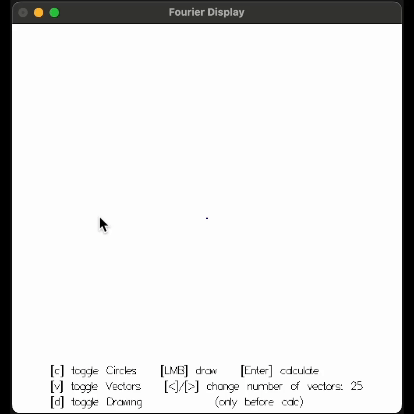 Fourier Display
[c] toggle Circles [LMB] draw [Enter] calculate
[v] toggle Vectors [<]/[>] change number of vectors: 25
[d] toggle Drawing (only before calc)